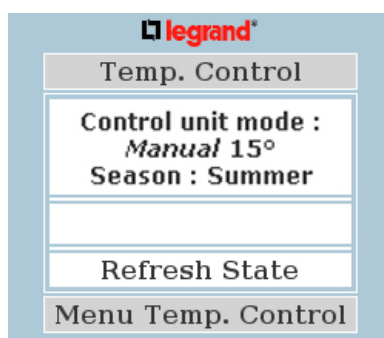 legrand®
Temp. Control
Control unit mode :
Manual 15°
Season : Summer
Refresh State
Menu Temp. Control